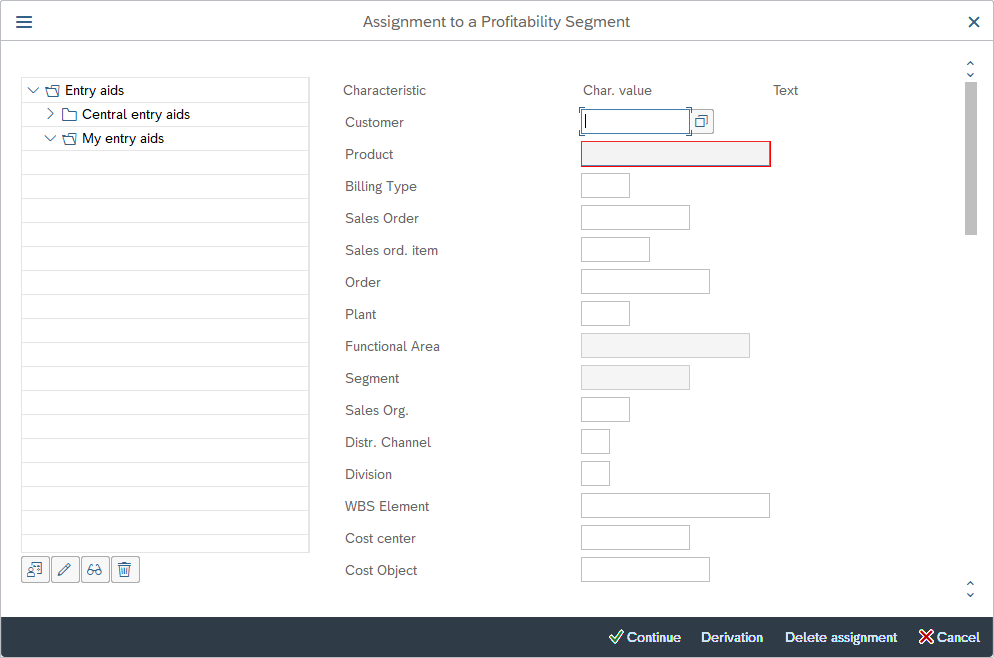 Assignment to a Profitability Segment
Entry aids
Central entry aids
My entry aids
Characteristic Char. value Text
Customer
Product
Billing Type
Sales Order
Sales ord. item
Order
Plant
Functional Area
Segment
Sales Org.
Distr. Channel
Division
WBS Element
Cost center
Cost Object
Continue Derivation Delete assignment Cancel